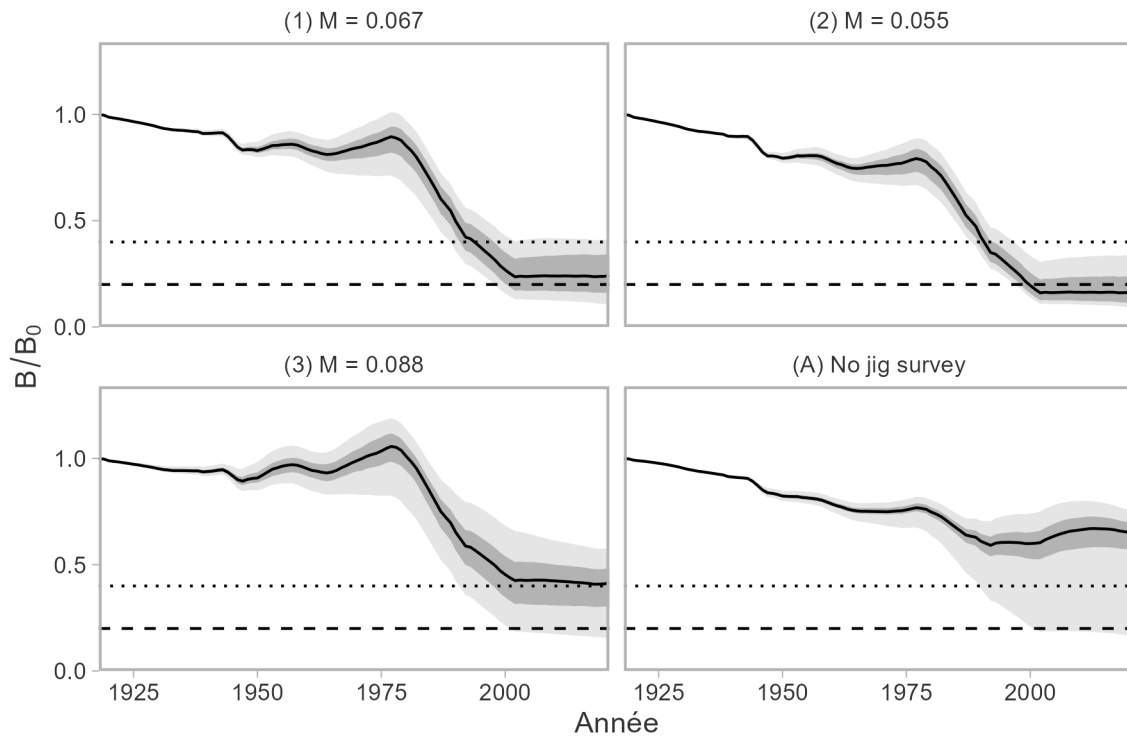 (1) M = 0.067
(2) M = 0.055
1.0
0.5
0.0
(3) M = 0.088
(A) No jig survey
1.0
0.5
0.0
B/B₀
1925 1950 1975 2000
1925 1950 1975 2000
Année